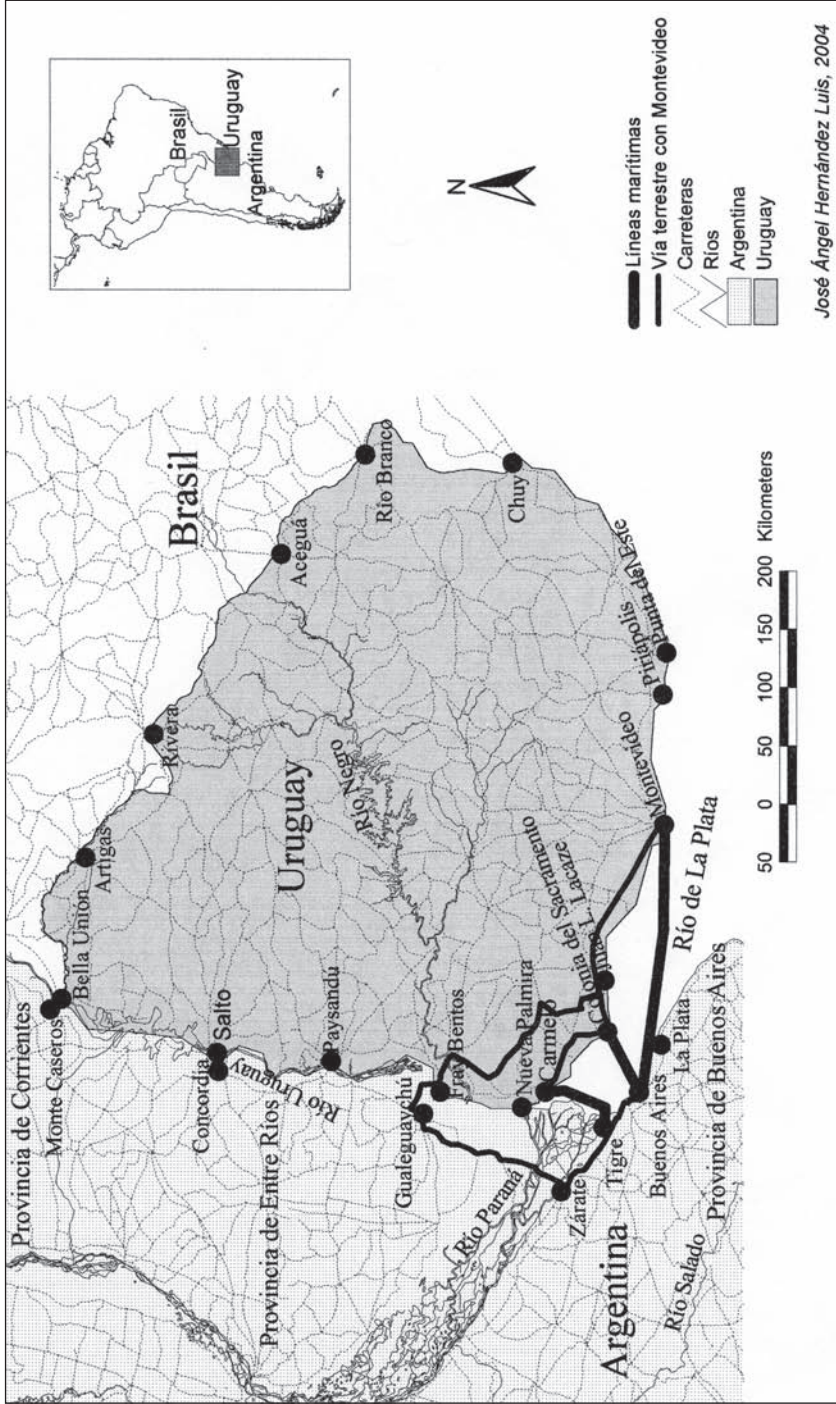 Provincia de Corrientes
Monte Caseros
Bella Unión
Artigas
Brasil
Rivera
Concordia
Salto
Río Uruguay
Provincia de Entre Ríos
Paysandu
Uruguay
Río Negro
Aceguá
Río Branco
Gualeguaychú
Fray Bentos
Río Paraná
Nueva Palmira
Carmelo
Colonia del Sacramento
Juan L. Lacaze
Chuy
Zárate
Tigre
Argentina
Buenos Aires
La Plata
Río de La Plata
Montevideo
Piriápolis
Punta del Este
Río Salado
Provincia de Buenos Aires
50 0 50 100 150 200 Kilometers
Brasil
Uruguay
Argentina
N
Líneas marítimas
Vía terrestre con Montevideo
Carreteras
Ríos
Argentina
Uruguay
José Ángel Hernández Luis, 2004